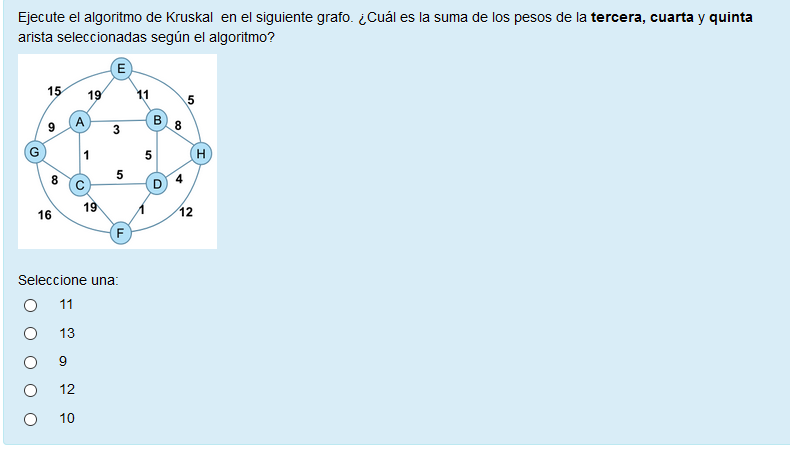 Ejecute el algoritmo de Kruskal en el siguiente grafo. ¿Cuál es la suma de los pesos de la tercera, cuarta y quinta
arista seleccionadas según el algoritmo?
E
15
19
11
5
9
A
3
B
8
G
1
5
H
8
C
5
D
4
16
19
1
12
F
Seleccione una:
11
13
9
12
10